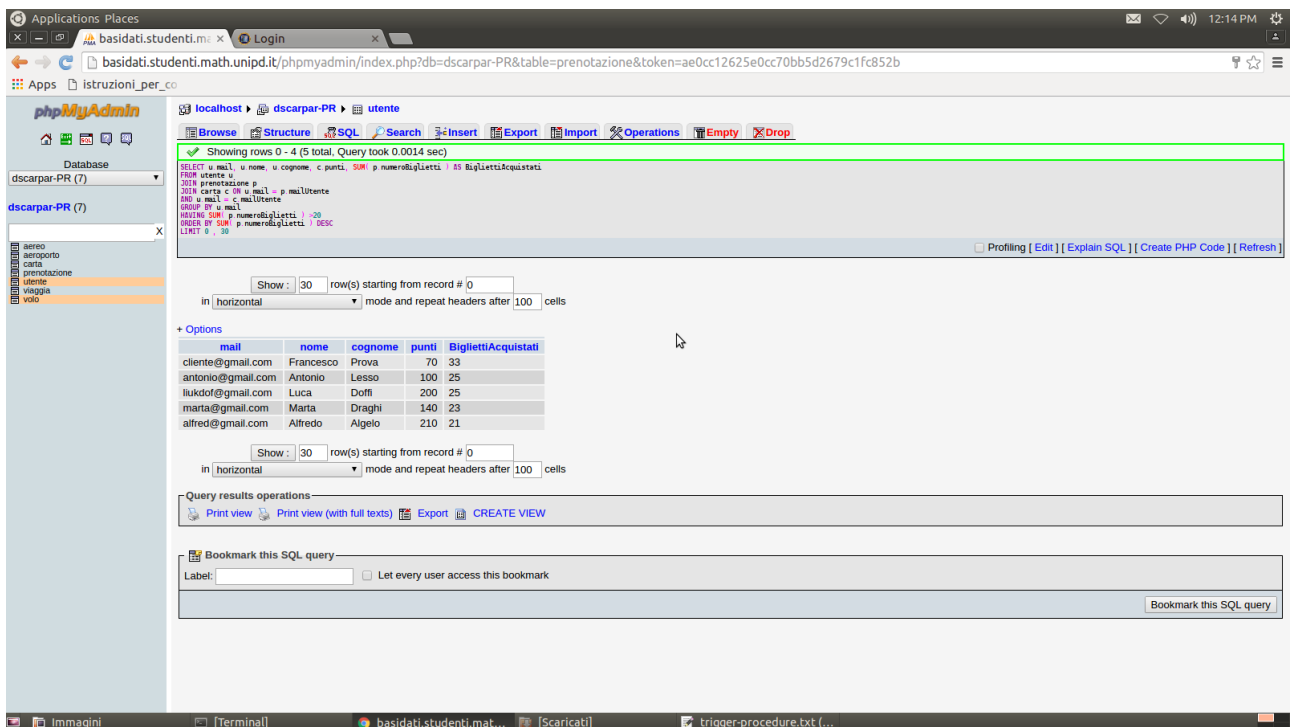 Applications Places
12:14 PM
basidati.studenti.ma
Login
basidati.studenti.math.unipd.it/phpmyadmin/index.php?db=dscarpar-PR&table=prenotazione&token=ae0cc12625e0cc70bb5d2679c1fc852b
Apps istruzioni_per_co
phpMyAdmin
Database
dscarpar-PR (7)
dscarpar-PR (7)
X
aereo
aeroporto
carta
prenotazione
utente
viaggia
volo
localhost dscarpar-PR utente
Browse Structure SQL Search Insert Export Import Operations Empty Drop
Showing rows 0 - 4 (5 total, Query took 0.0014 sec)
SELECT u.mail, u.nome, u.cognome, c.punti, SUM( p.numeroBiglietti ) AS BigliettiAcquistati
FROM utente u
JOIN prenotazione p
JOIN carta c ON u.mail = p.mailUtente
AND u.mail = c.mailUtente
GROUP BY u.mail
HAVING SUM( p.numeroBiglietti ) >20
ORDER BY SUM( p.numeroBiglietti ) DESC
LIMIT 0 , 30
Profiling [ Edit ] [ Explain SQL ] [ Create PHP Code ] [ Refresh ]
Show : 30 row(s) starting from record # 0
in horizontal mode and repeat headers after 100 cells
+ Options
mail nome cognome punti BigliettiAcquistati
cliente@gmail.com Francesco Prova 70 33
antonio@gmail.com Antonio Lesso 100 25
liukdof@gmail.com Luca Doffi 200 25
marta@gmail.com Marta Draghi 140 23
alfred@gmail.com Alfredo Algelo 210 21
Show : 30 row(s) starting from record # 0
in horizontal mode and repeat headers after 100 cells
Query results operations
Print view Print view (with full texts) Export CREATE VIEW
Bookmark this SQL query
Label: Let every user access this bookmark
Bookmark this SQL query
Immagini [Terminal] basidati.studenti.mat... [Scaricati] trigger-procedure.txt (...